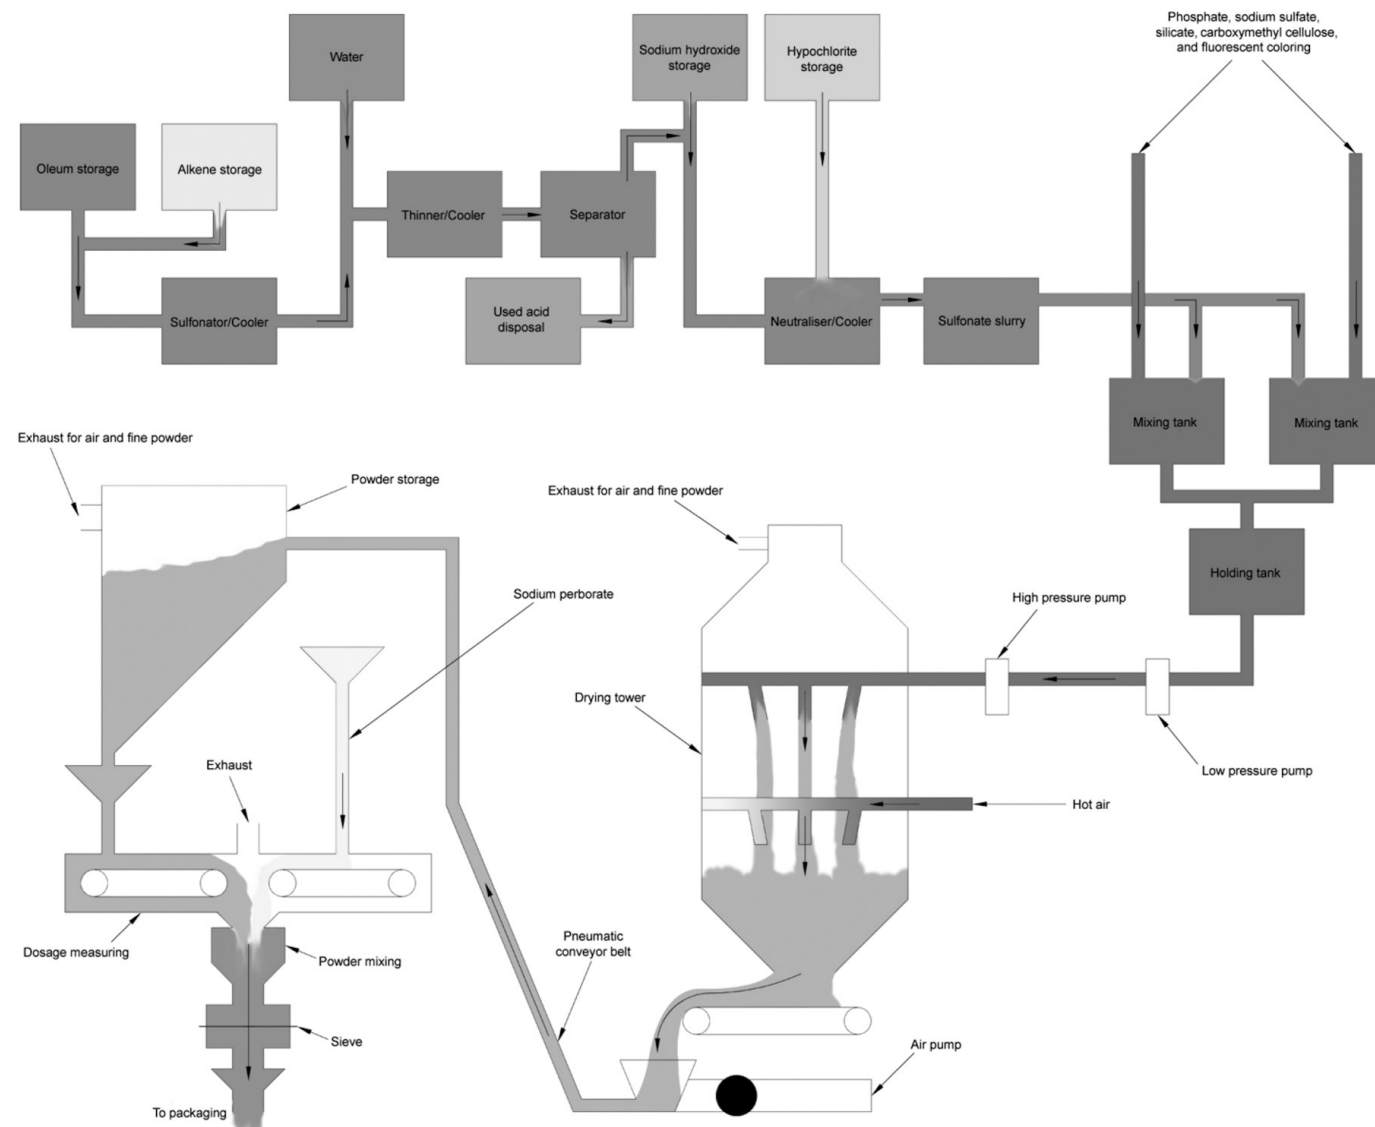 Phosphate, sodium sulfate,
silicate, carboxymethyl cellulose,
and fluorescent coloring
Water
Sodium hydroxide
storage
Hypochlorite
storage
Oleum storage
Alkene storage
Thinner/Cooler
Separator
Sulfonator/Cooler
Used acid
disposal
Neutraliser/Cooler
Sulfonate slurry
Mixing tank
Mixing tank
Exhaust for air and fine powder
Powder storage
Exhaust for air and fine powder
Holding tank
Sodium perborate
High pressure pump
Drying tower
Exhaust
Low pressure pump
Hot air
Dosage measuring
Powder mixing
Pneumatic
conveyor belt
Sieve
Air pump
To packaging